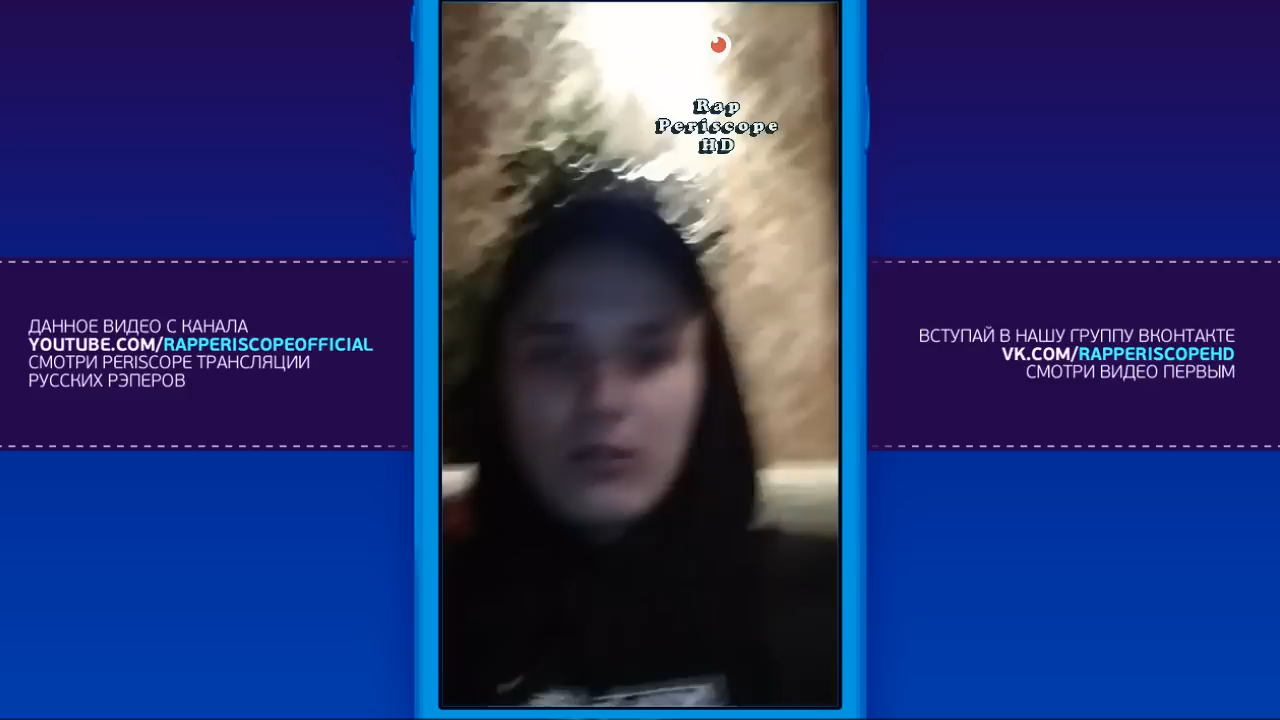 Rap
Periscope
HD
ДАННОЕ ВИДЕО С КАНАЛА
YOUTUBE.COM/RAPPERISCOPEOFFICIAL
СМОТРИ PERISCOPE ТРАНСЛЯЦИИ
РУССКИХ РЭПЕРОВ
ВСТУПАЙ В НАШУ ГРУППУ ВКОНТАКТЕ
VK.COM/RAPPERISCOPEHD
СМОТРИ ВИДЕО ПЕРВЫМ